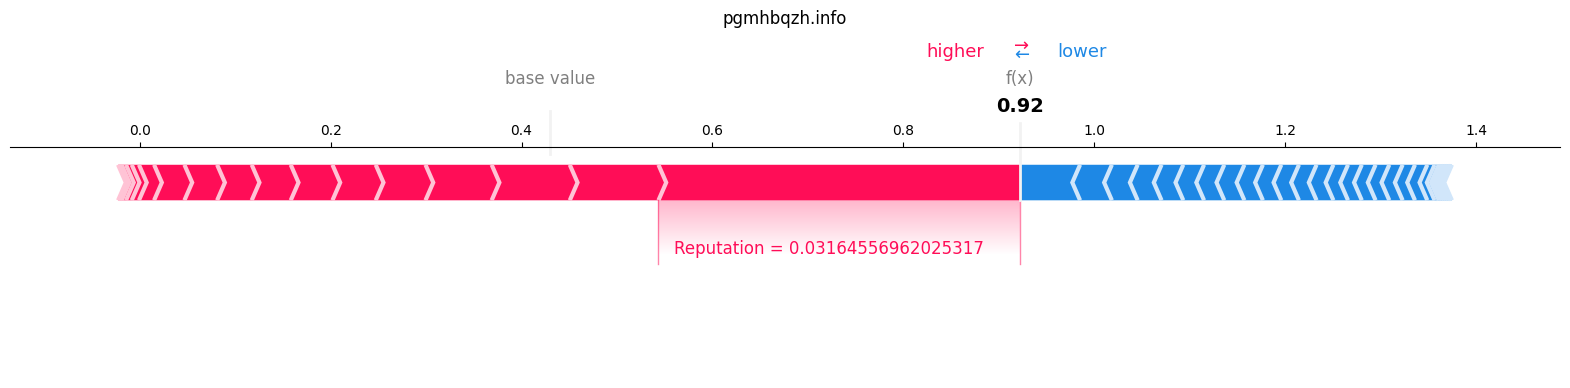 pgmhbqzh.info
higher ⇄ lower
base value f(x)
0.92
0.0 0.2 0.4 0.6 0.8 1.0 1.2 1.4
Reputation = 0.03164556962025317